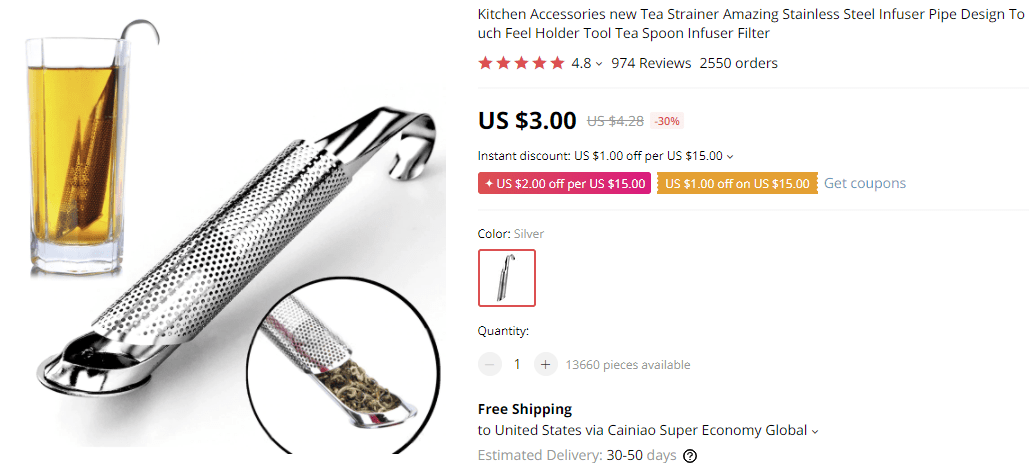 Kitchen Accessories new Tea Strainer Amazing Stainless Steel Infuser Pipe Design To
uch Feel Holder Tool Tea Spoon Infuser Filter
4.8 974 Reviews 2550 orders
US $3.00 US $4.28 -30%
Instant discount: US $1.00 off per US $15.00
US $2.00 off per US $15.00 US $1.00 off on US $15.00 Get coupons
Color: Silver
Quantity:
− 1 + 13660 pieces available
Free Shipping
to United States via Cainiao Super Economy Global
Estimated Delivery: 30-50 days ?